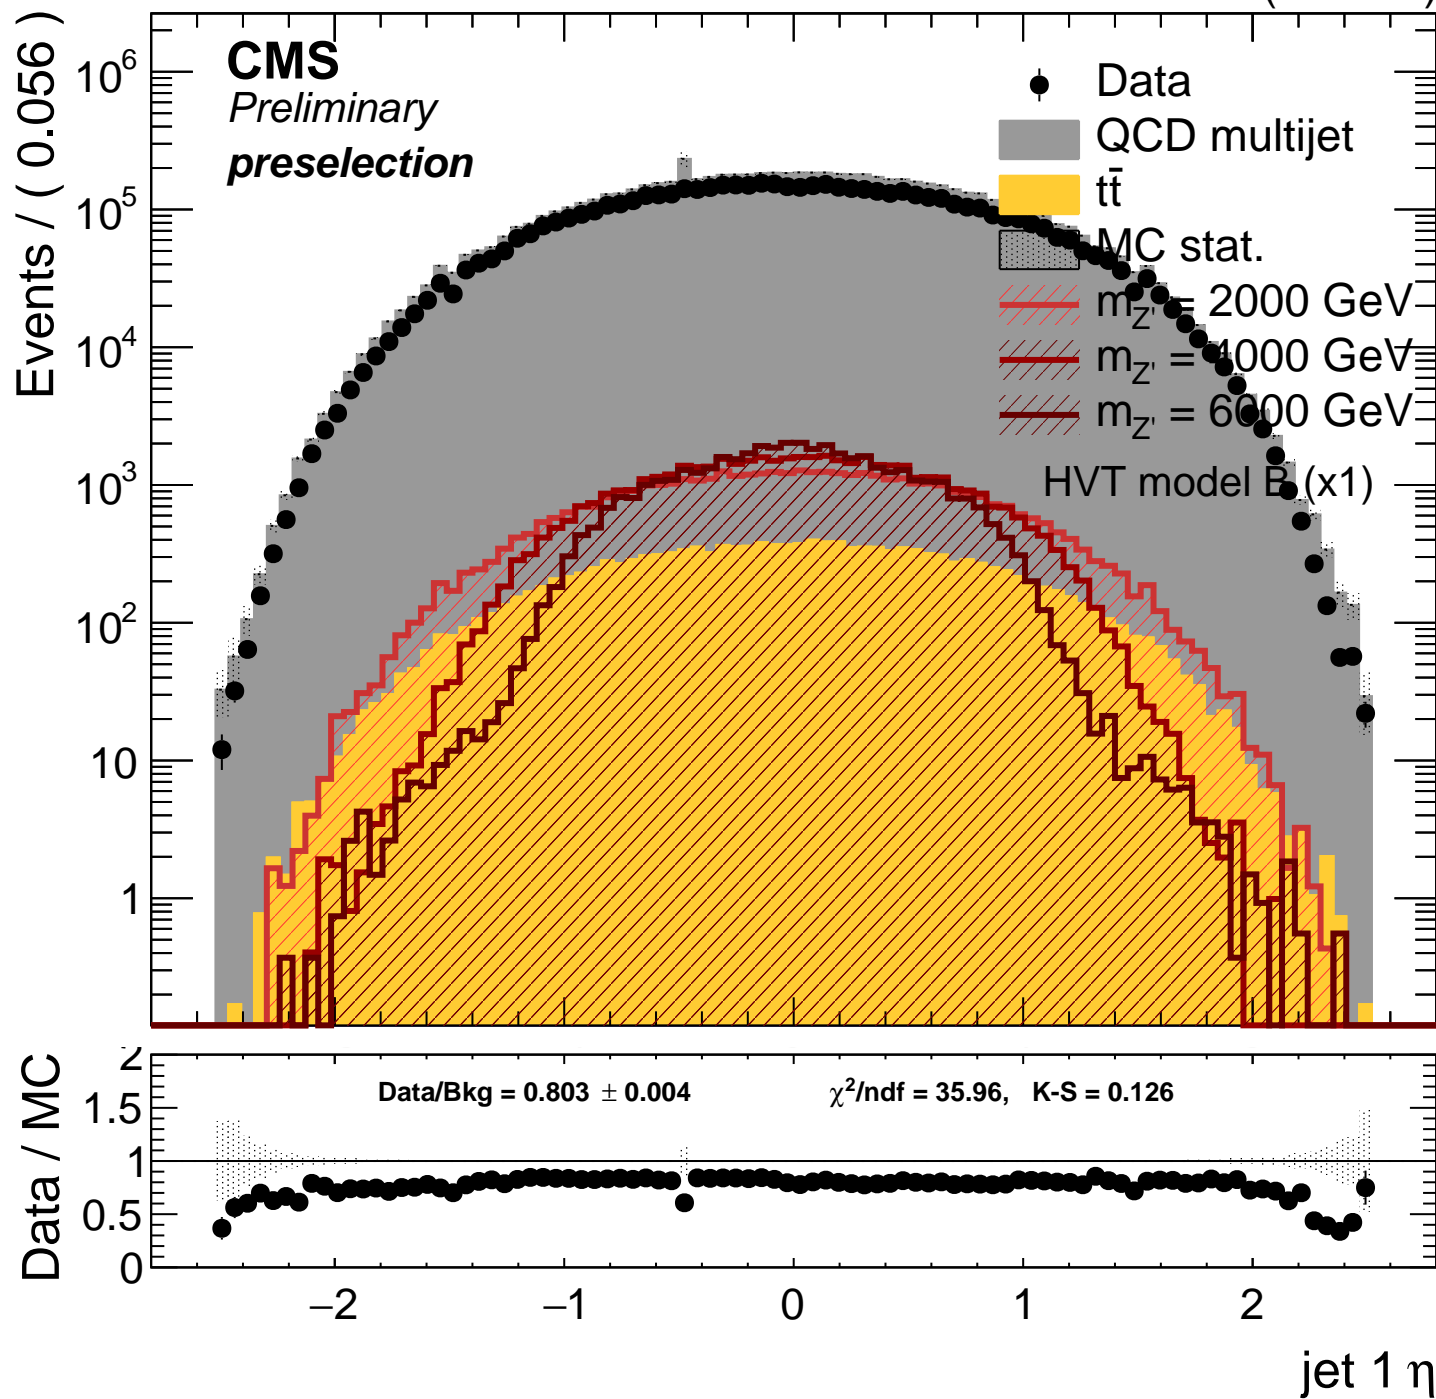 CMS
Preliminary
preselection
Data
QCD multijet
tt̄
MC stat.
m_Z' = 2000 GeV
m_Z' = 4000 GeV
m_Z' = 6000 GeV
HVT model B (x1)
Events / ( 0.056 )
10^6
10^5
10^4
10^3
10^2
10
1
Data/Bkg = 0.803 ± 0.004
χ²/ndf = 35.96, K-S = 0.126
Data / MC
2
1.5
1
0.5
0
−2 −1 0 1 2
jet 1 η